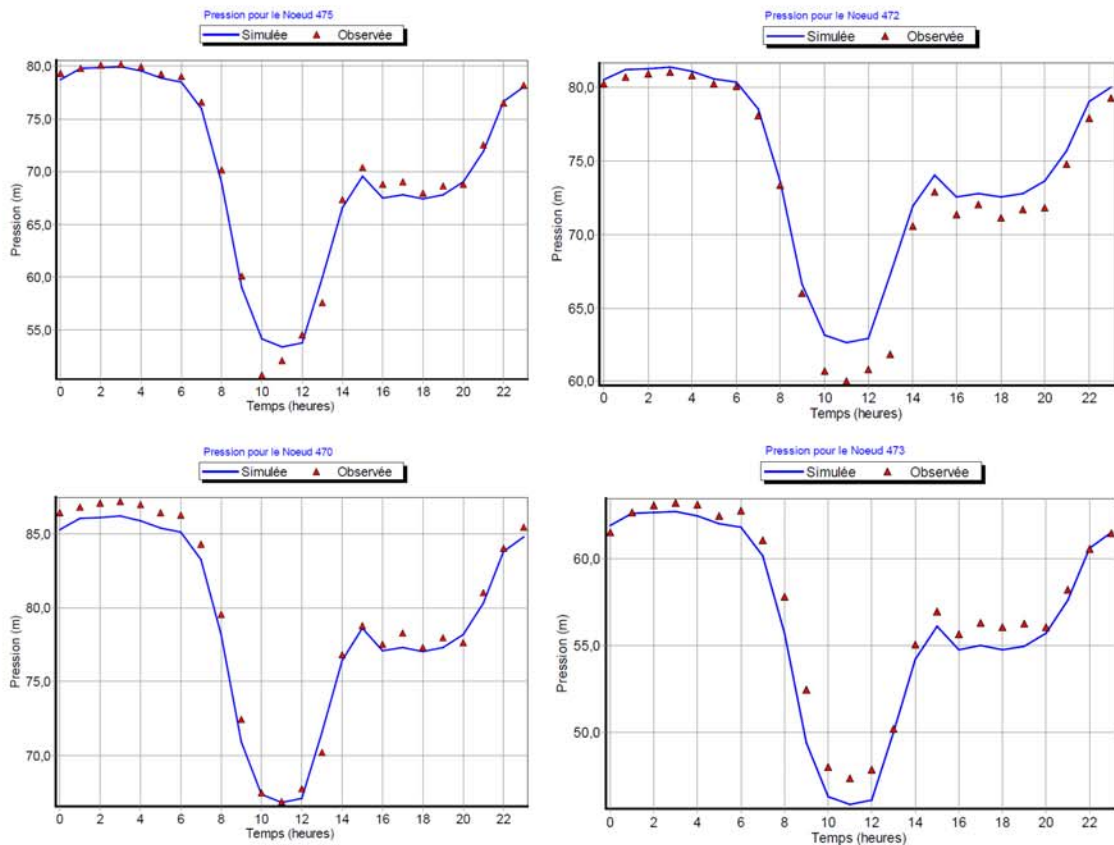 Pression pour le Noeud 475
Simulée Observée
80,0
75,0
70,0
65,0
60,0
55,0
Pression (m)
0 2 4 6 8 10 12 14 16 18 20 22
Temps (heures)
Pression pour le Noeud 472
Simulée Observée
80,0
75,0
70,0
65,0
60,0
Pression (m)
0 2 4 6 8 10 12 14 16 18 20 22
Temps (heures)
Pression pour le Noeud 470
Simulée Observée
85,0
80,0
75,0
70,0
Pression (m)
0 2 4 6 8 10 12 14 16 18 20 22
Temps (heures)
Pression pour le Noeud 473
Simulée Observée
60,0
55,0
50,0
Pression (m)
0 2 4 6 8 10 12 14 16 18 20 22
Temps (heures)